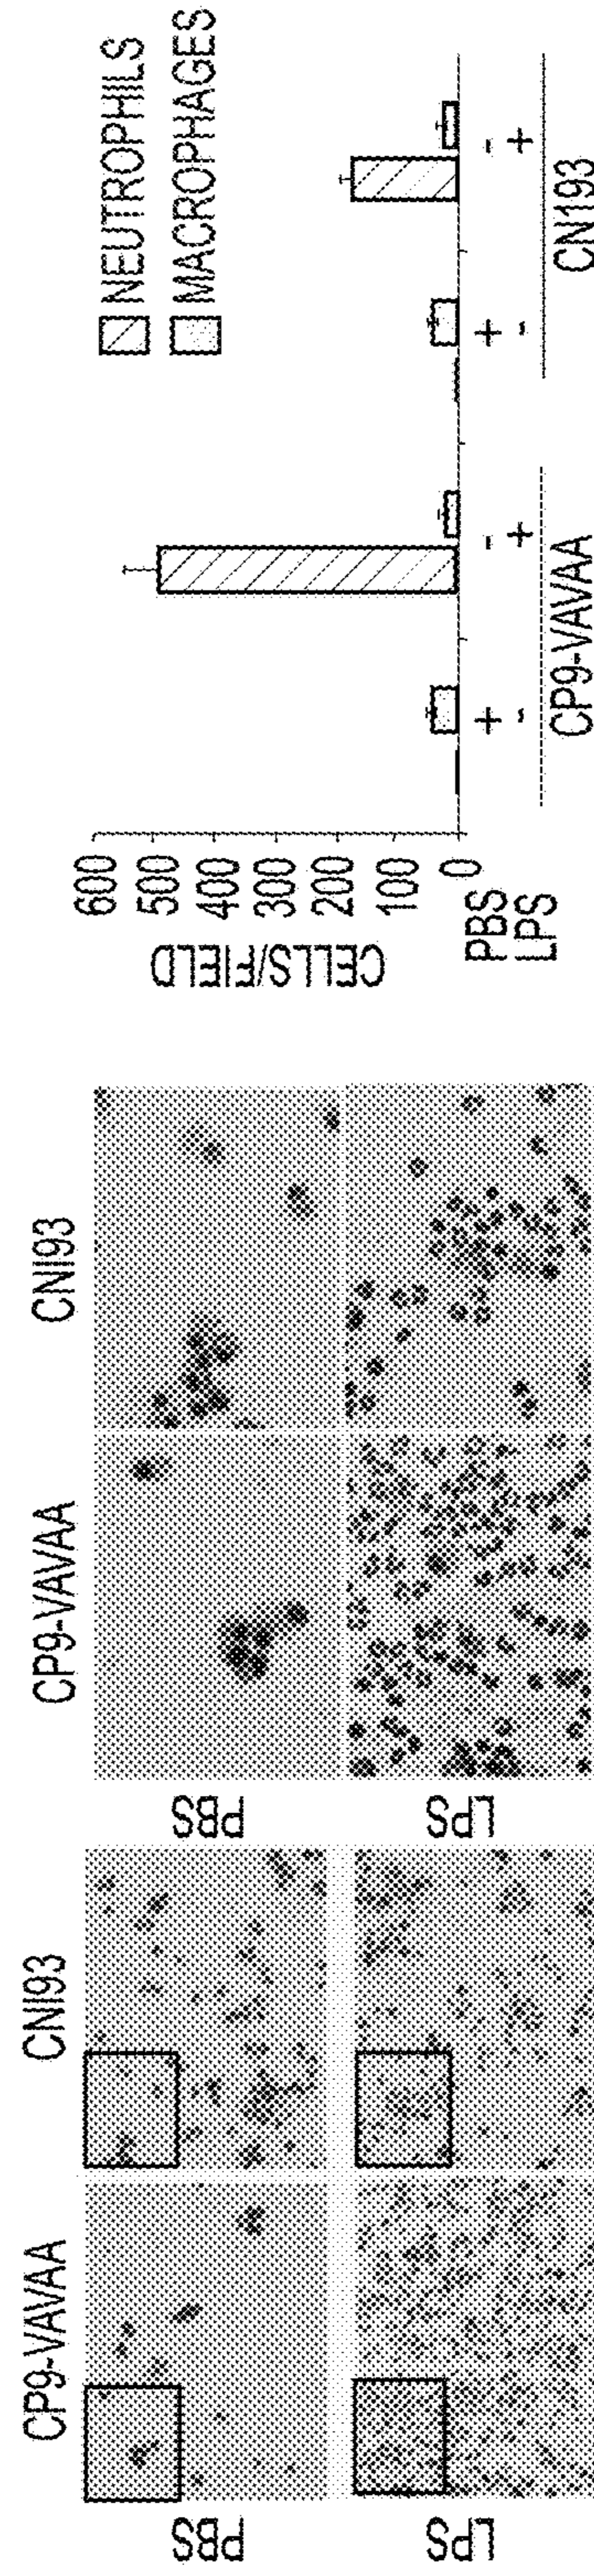 CP9-VAVAA CNI93
PBS
LPS
CP9-VAVAA CNI93
PBS
LPS
NEUTROPHILS
MACROPHAGES
CELLS/FIELD
600
500
400
300
200
100
0
PBS + - + -
LPS - + - +
CP9-VAVAA CN193